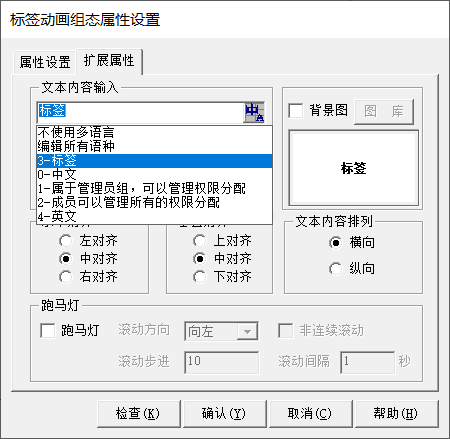 标签动画组态属性设置
属性设置 扩展属性
文本内容输入
标签 中A
背景图 图 库
不使用多语言
编辑所有语种
3-标签
0-中文
1-属于管理员组，可以管理权限分配
2-成员可以管理所有的权限分配
4-英文
标签
文本内容排列
左对齐 上对齐 横向
中对齐 中对齐
右对齐 下对齐 纵向
跑马灯
跑马灯 滚动方向 向左 非连续滚动
滚动步进 10 滚动间隔 1 秒
检查(K) 确认(Y) 取消(C) 帮助(H)